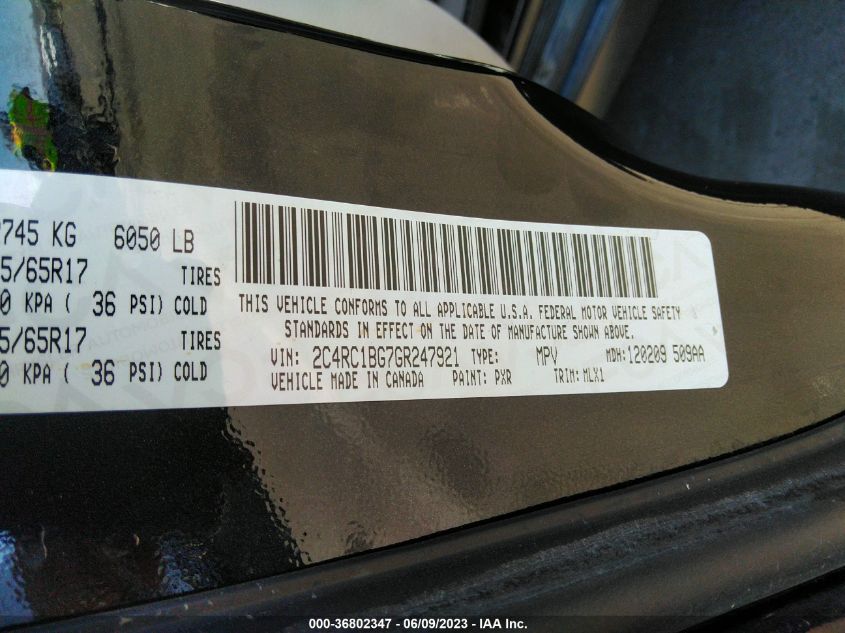 745 KG 6050 LB
5/65R17 TIRES
0 KPA ( 36 PSI) COLD
5/65R17 TIRES
0 KPA ( 36 PSI) COLD
THIS VEHICLE CONFORMS TO ALL APPLICABLE U.S.A. FEDERAL MOTOR VEHICLE SAFETY
STANDARDS IN EFFECT ON THE DATE OF MANUFACTURE SHOWN ABOVE.
VIN: 2C4RC1BG7GR247921 TYPE: MPV MDH: 120209 509AA
VEHICLE MADE IN CANADA PAINT: PXR TRIM: MLX1
000-36802347 - 06/09/2023 - IAA Inc.